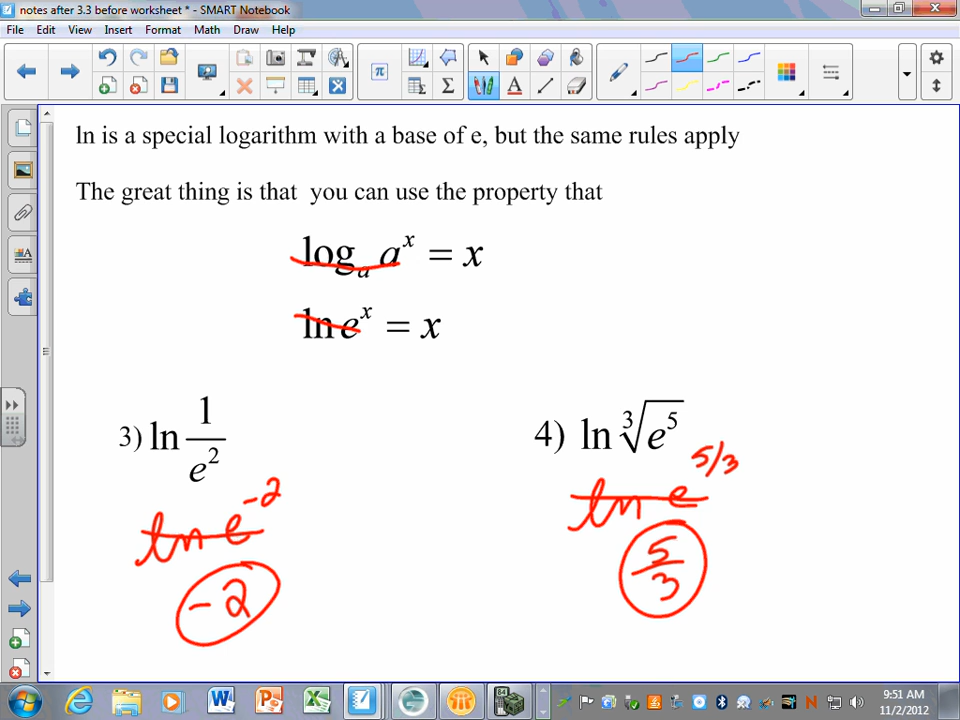 notes after 3.3 before worksheet * - SMART Notebook
File Edit View Insert Format Math Draw Help
ln is a special logarithm with a base of e, but the same rules apply
The great thing is that you can use the property that
logₐ aˣ = x
ln eˣ = x
3) ln 1/e²
4) ln ∛e⁵
ln e⁻²
ln e^5/3
-2
5/3
9:51 AM
11/2/2012